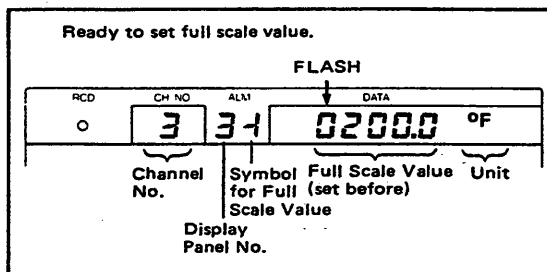 Ready to set full scale value.
FLASH
RCD CH NO ALM DATA
3 3 0200.0 °F
Channel No.
Symbol for Full Scale Value
Full Scale Value (set before)
Unit
Display Panel No.